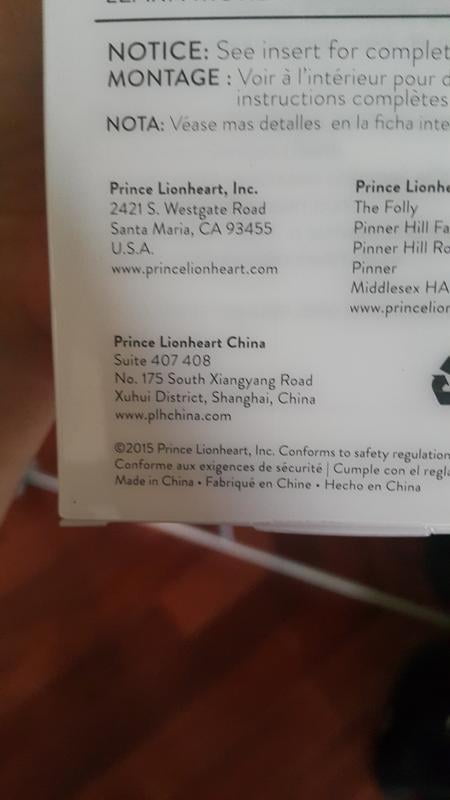 NOTICE: See insert for complet
MONTAGE : Voir à l'intérieur pour
instructions complètes
NOTA: Véase mas detalles en la ficha inte
Prince Lionheart, Inc.
2421 S. Westgate Road
Santa Maria, CA 93455
U.S.A.
www.princelionheart.com
Prince Lionhe
The Folly
Pinner Hill Fa
Pinner Hill Ro
Pinner
Middlesex HA
www.princelion
Prince Lionheart China
Suite 407 408
No. 175 South Xiangyang Road
Xuhui District, Shanghai, China
www.plhchina.com
©2015 Prince Lionheart, Inc. Conforms to safety regulation
Conforme aux exigences de sécurité | Cumple con el regla
Made in China • Fabriqué en Chine • Hecho en China